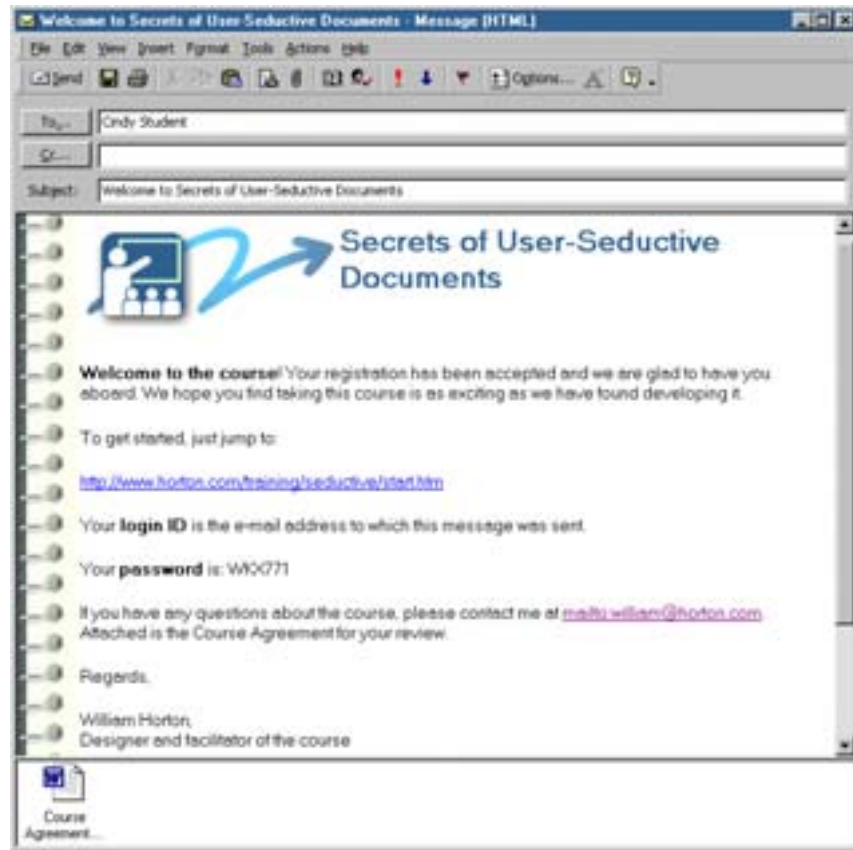 Welcome to Secrets of User-Seductive Documents - Message (HTML)
File Edit View Insert Format Tools Actions Help
Send Options...
To... Cindy Student
Cc...
Subject: Welcome to Secrets of User-Seductive Documents
Secrets of User-Seductive
Documents
Welcome to the course! Your registration has been accepted and we are glad to have you
aboard. We hope you find taking this course is as exciting as we have found developing it.
To get started, just jump to:
http://www.horton.com/training/seductive/start.htm
Your login ID is the e-mail address to which this message was sent.
Your password is:
If you have any questions about the course, please contact me at mailto:william@horton.com.
Attached is the Course Agreement for your review.
Regards,
William Horton,
Designer and facilitator of the course
Course
Agreement...